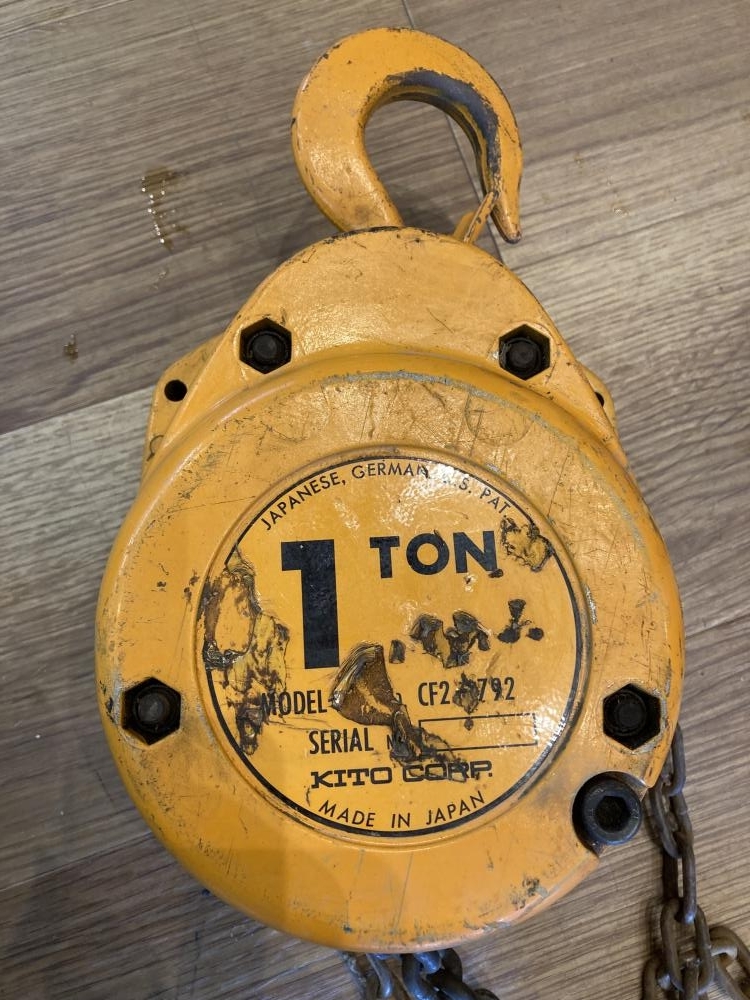 JAPANESE, GERMAN, U.S. PAT.
1 TON
MODEL CF2
SERIAL
KITO CORP.
MADE IN JAPAN